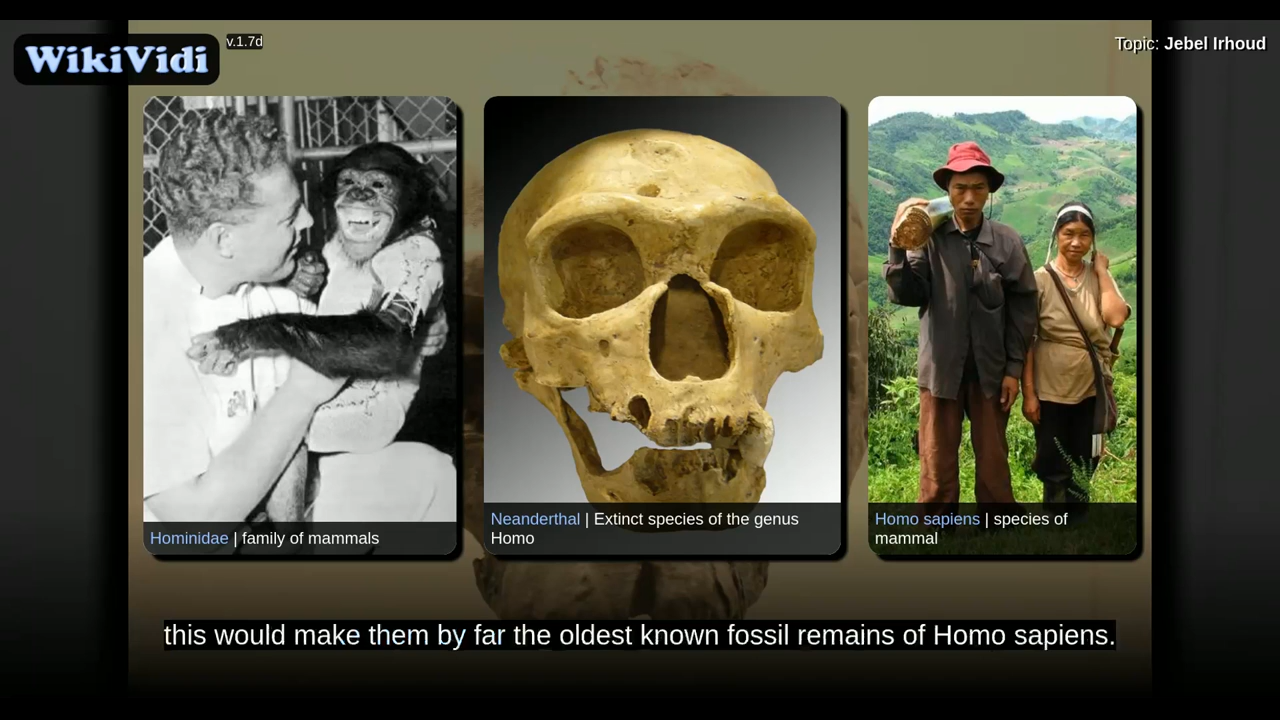 WikiVidi
v.1.7d
Topic: Jebel Irhoud
Hominidae | family of mammals
Neanderthal | Extinct species of the genus
Homo
Homo sapiens | species of
mammal
this would make them by far the oldest known fossil remains of Homo sapiens.